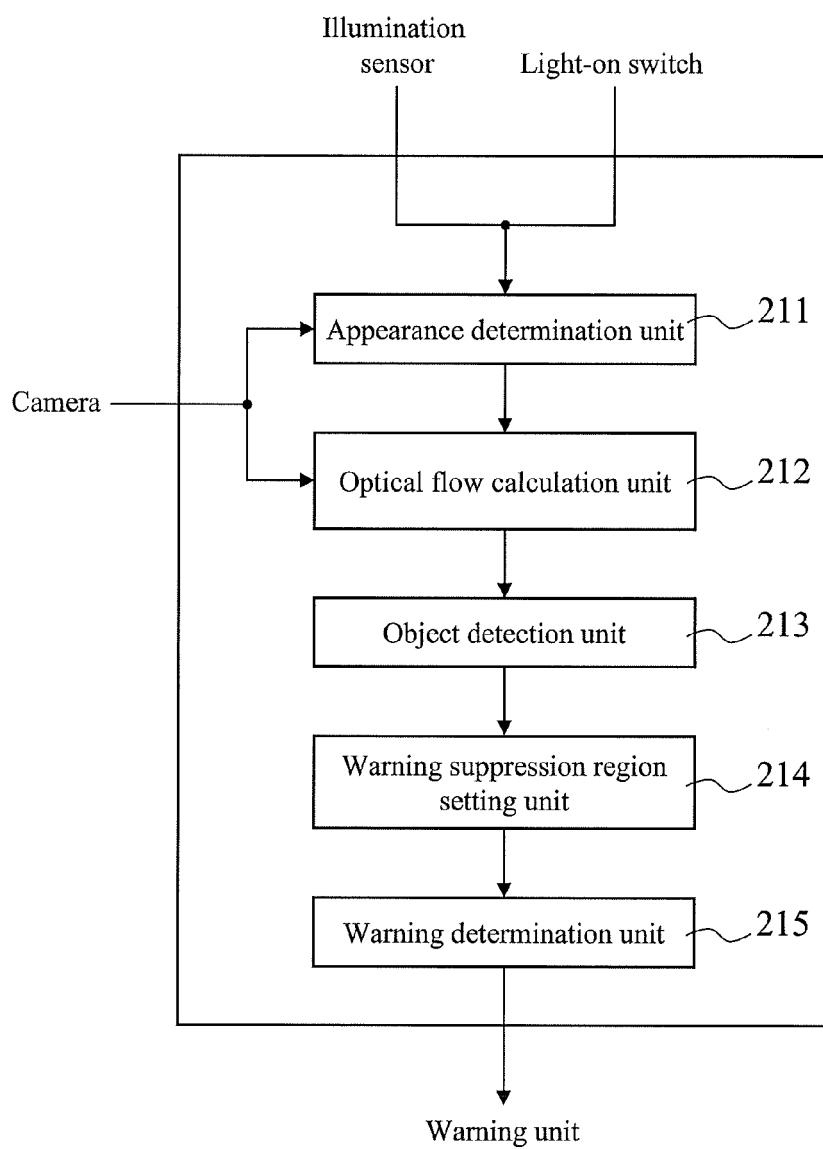 Illumination
sensor
Light-on switch
Appearance determination unit
211
Camera
Optical flow calculation unit
212
Object detection unit
213
Warning suppression region
setting unit
214
Warning determination unit
215
Warning unit